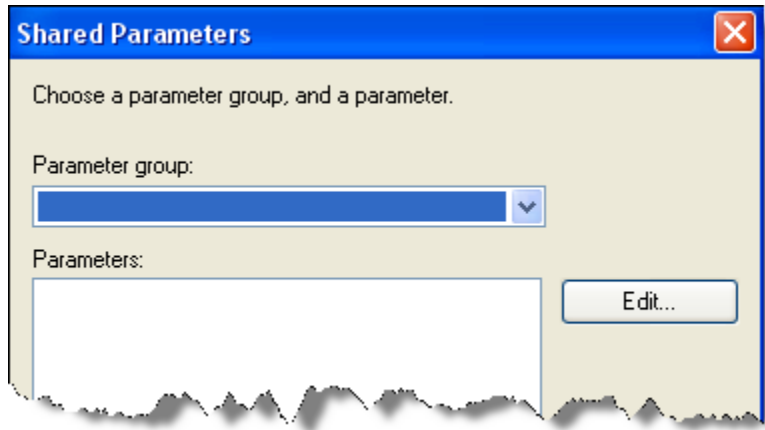 Shared Parameters
Choose a parameter group, and a parameter.
Parameter group:
Parameters:
Edit...